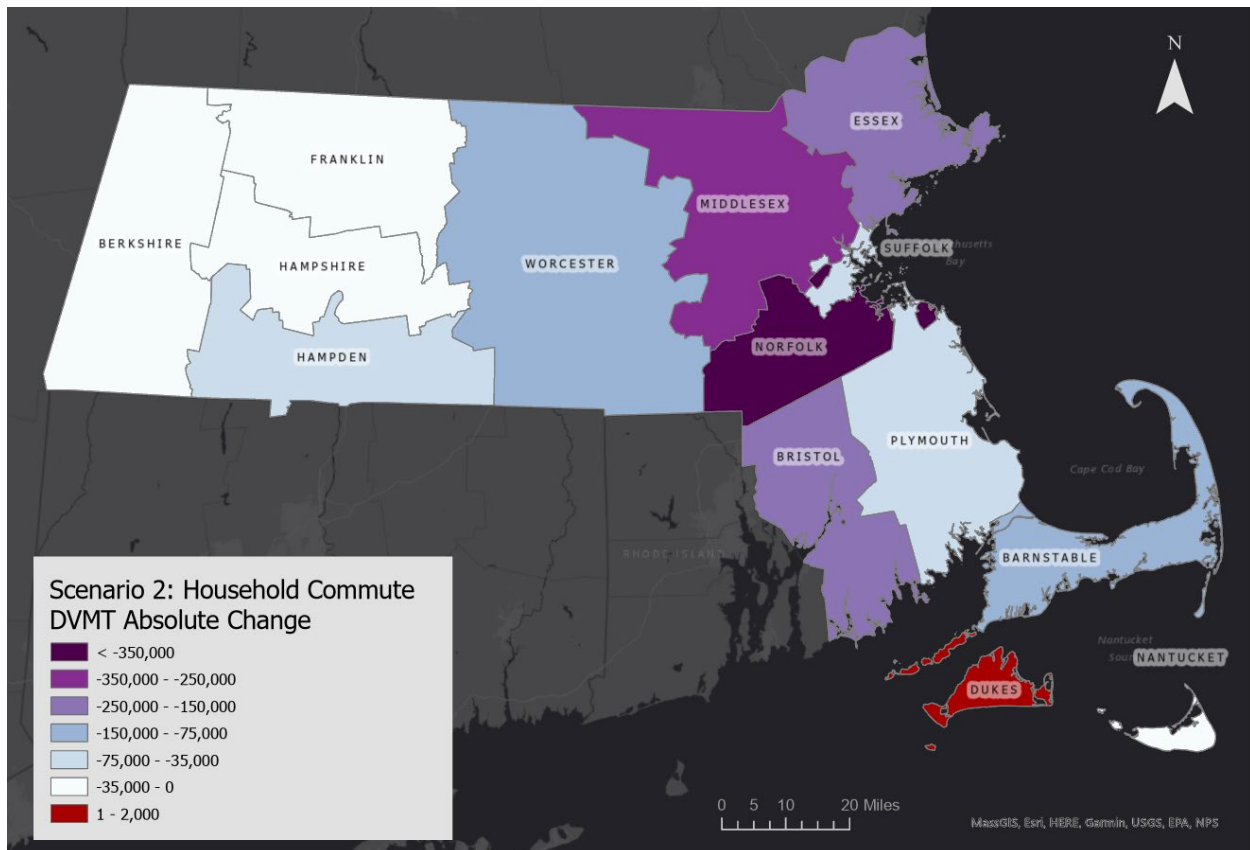 N
ESSEX
FRANKLIN
MIDDLESEX
BERKSHIRE
SUFFOLK
Bay
HAMPSHIRE
WORCESTER
NORFOLK
HAMPDEN
PLYMOUTH
BRISTOL
Cape Cod Bay
RHODE ISLAND
BARNSTABLE
Nantucket
NANTUCKET
DUKES
Scenario 2: Household Commute
DVMT Absolute Change
< -350,000
-350,000 - -250,000
-250,000 - -150,000
-150,000 - -75,000
-75,000 - -35,000
-35,000 - 0
1 - 2,000
0 5 10 20 Miles
MassGIS, Esri, HERE, Garmin, USGS, EPA, NPS